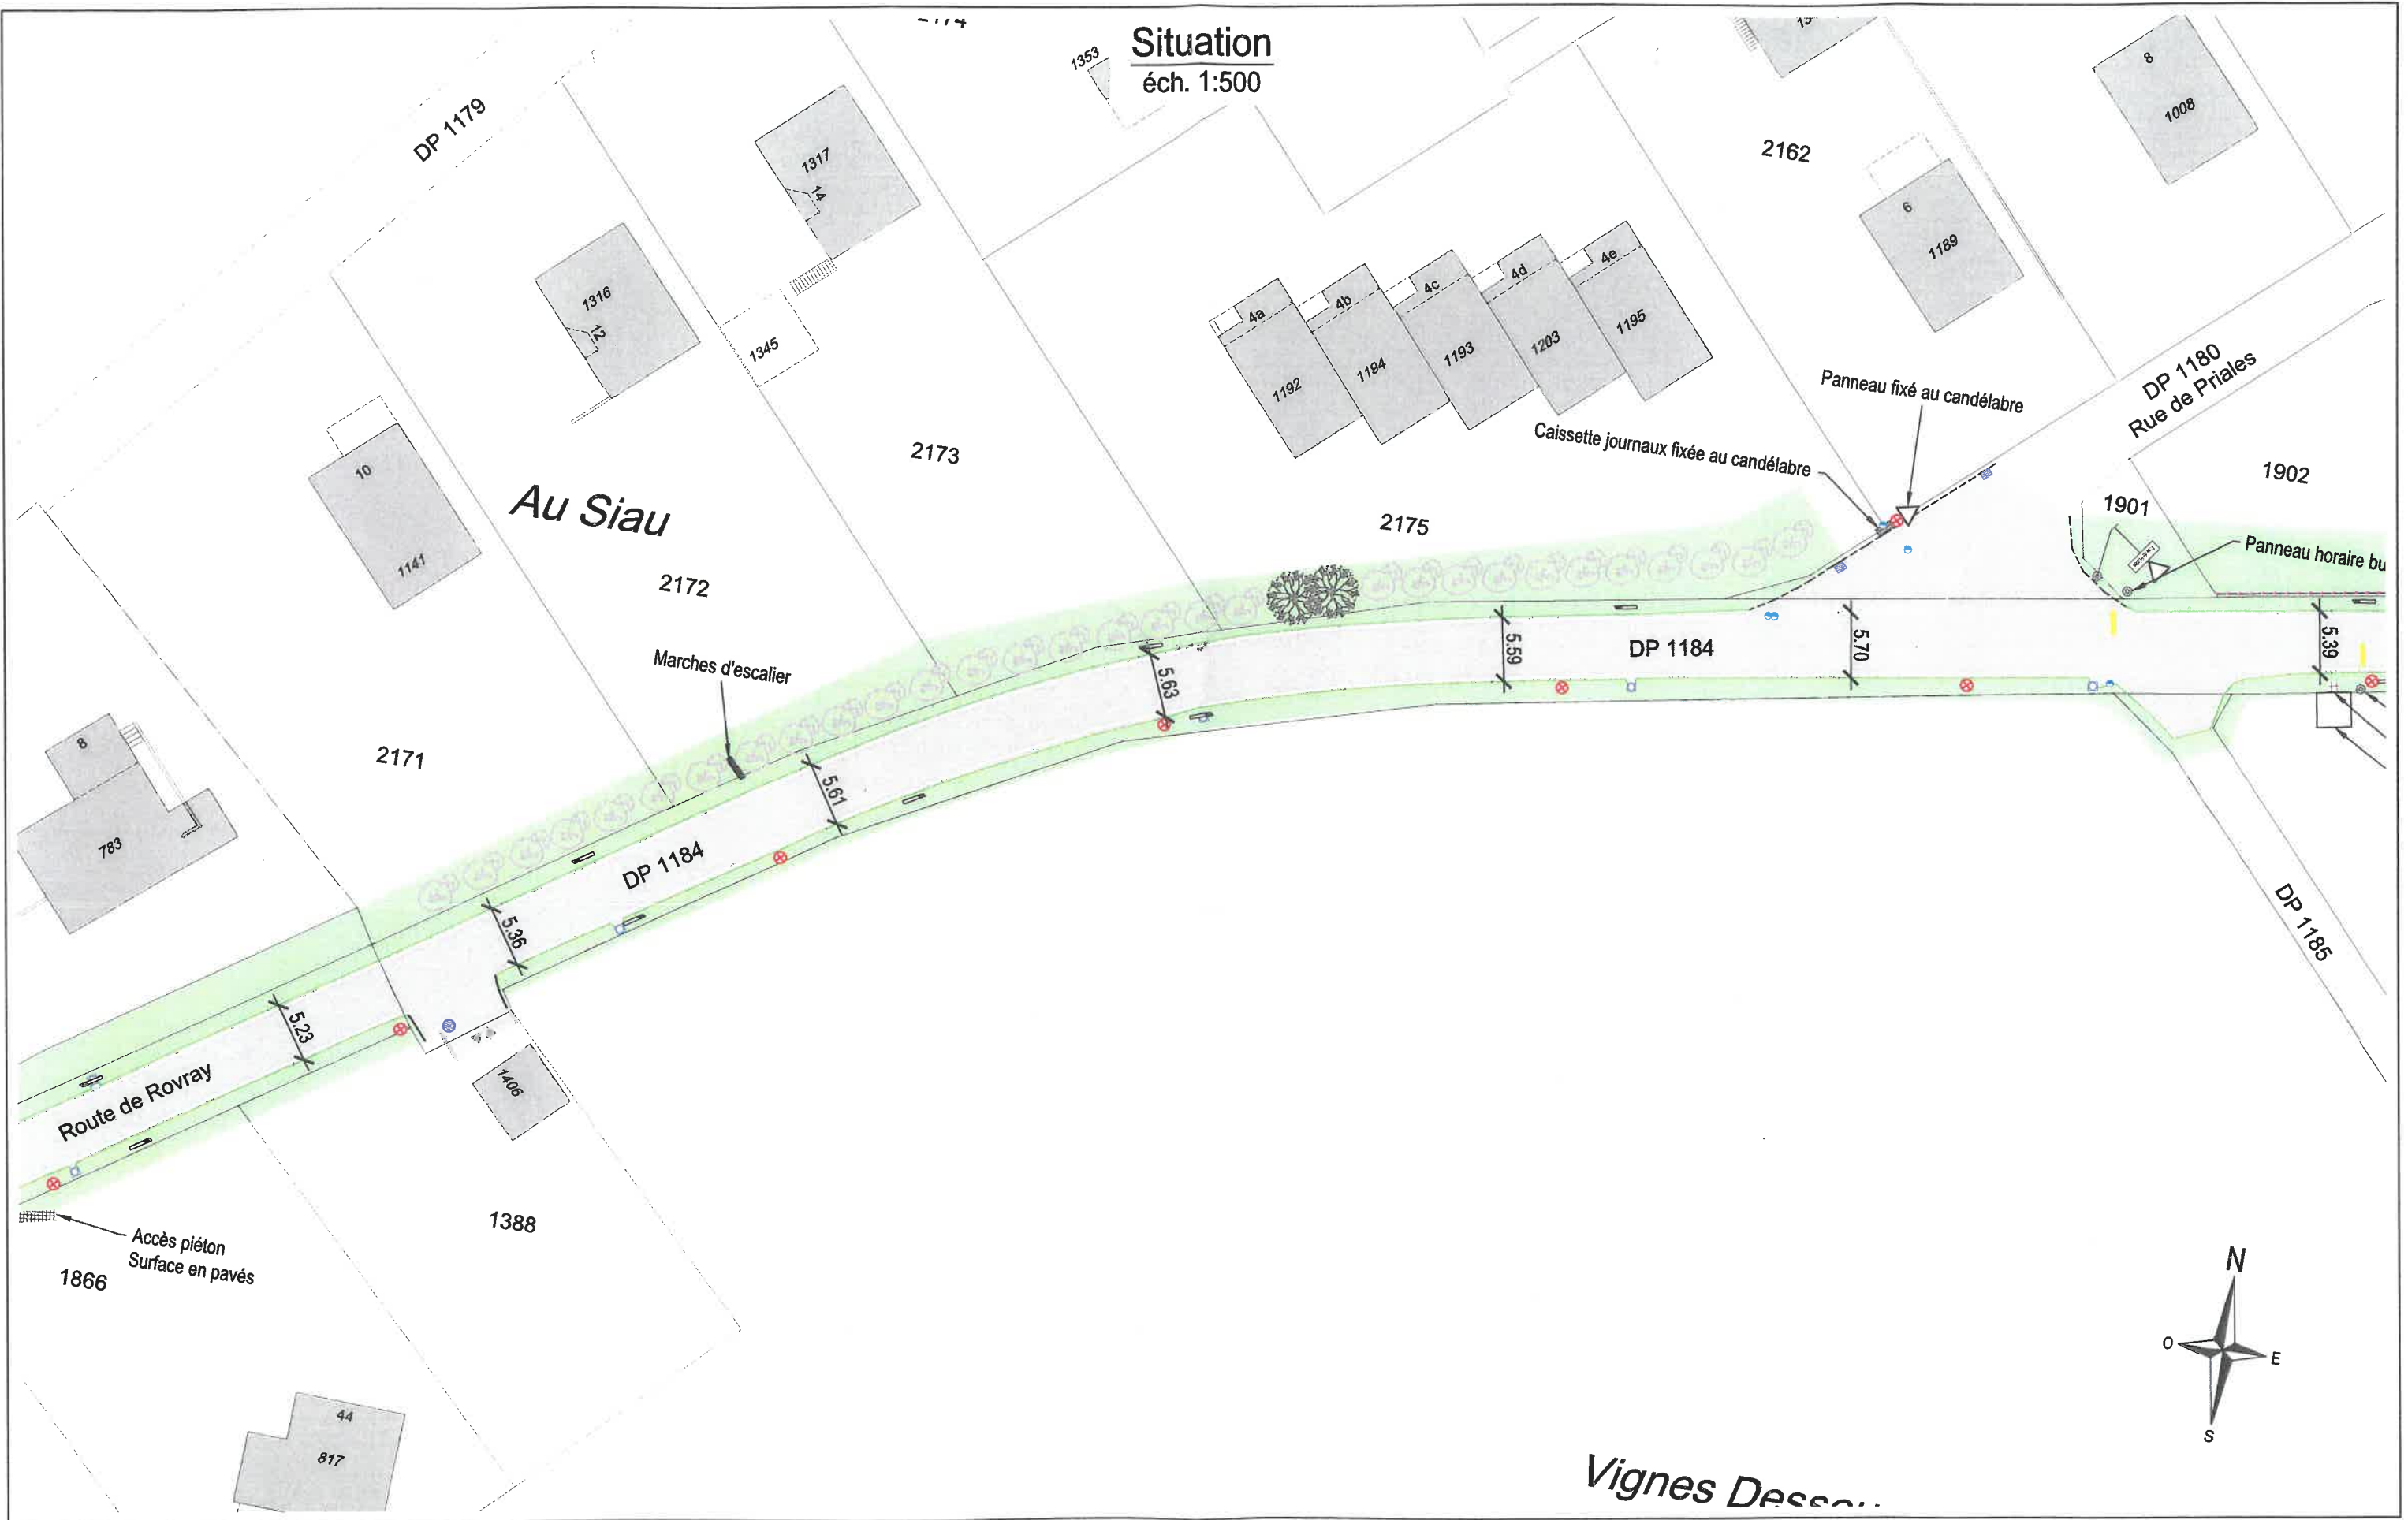 Situation
éch. 1:500
1353
DP 1179
1317
14
1316
12
1345
10
1141
Au Siau
2173
2172
2171
8
783
Marches d'escalier
4a
4b
4c
4d
4e
1192
1194
1193
1203
1195
2175
2162
6
1189
8
1008
DP 1180
Rue de Priales
Panneau fixé au candélabre
Caissette journaux fixée au candélabre
1902
1901
Panneau horaire bu
5.63
5.59
DP 1184
5.70
5.39
5.61
DP 1184
5.36
5.23
Route de Rovray
1406
DP 1185
Accès piéton
Surface en pavés
1388
1866
44
817
N
O
E
S
Vignes